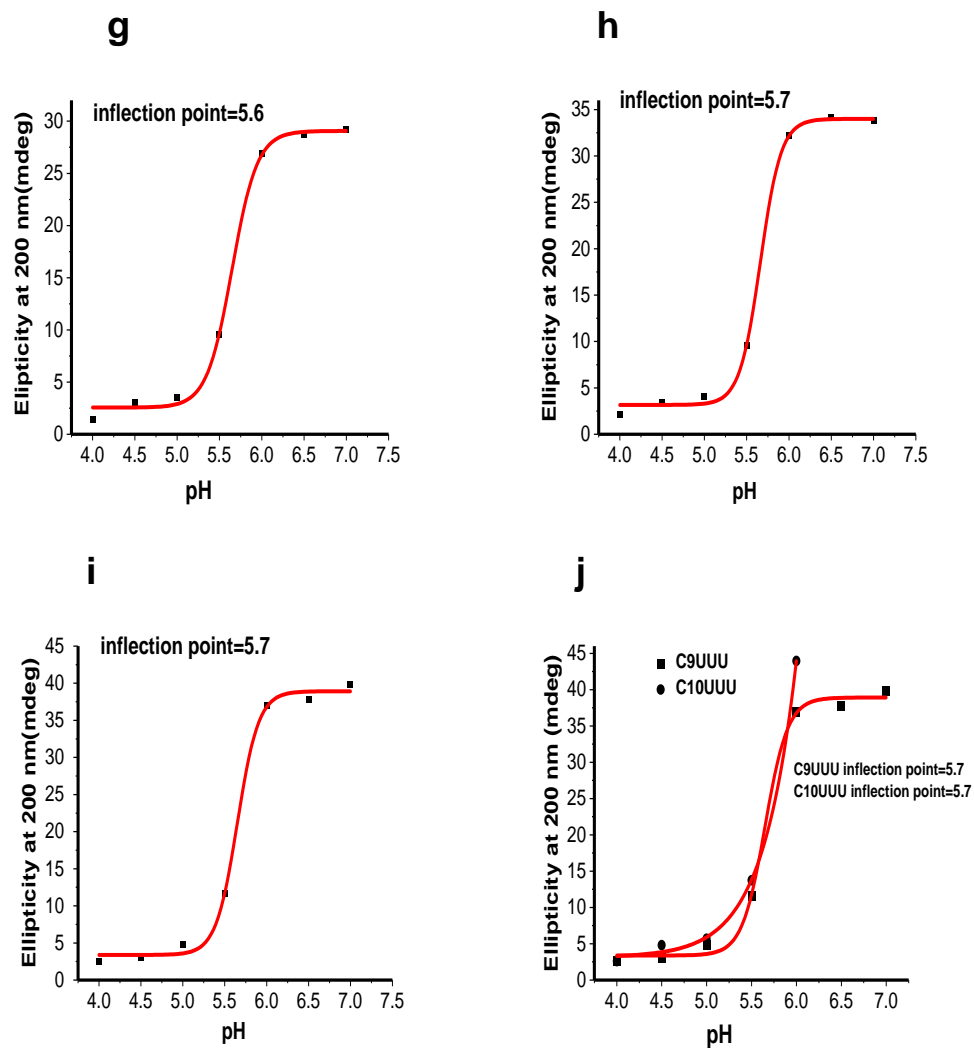 g
inflection point=5.6
Ellipticity at 200 nm(mdeg)
30
25
20
15
10
5
0
4.0 4.5 5.0 5.5 6.0 6.5 7.0 7.5
pH
h
inflection point=5.7
Ellipticity at 200 nm(mdeg)
35
30
25
20
15
10
5
0
4.0 4.5 5.0 5.5 6.0 6.5 7.0 7.5
pH
i
inflection point=5.7
Ellipticity at 200 nm(mdeg)
45
40
35
30
25
20
15
10
5
0
4.0 4.5 5.0 5.5 6.0 6.5 7.0 7.5
pH
j
C9UUU
C10UUU
C9UUU inflection point=5.7
C10UUU inflection point=5.7
Ellipticity at 200 nm (mdeg)
45
40
35
30
25
20
15
10
5
0
4.0 4.5 5.0 5.5 6.0 6.5 7.0
pH